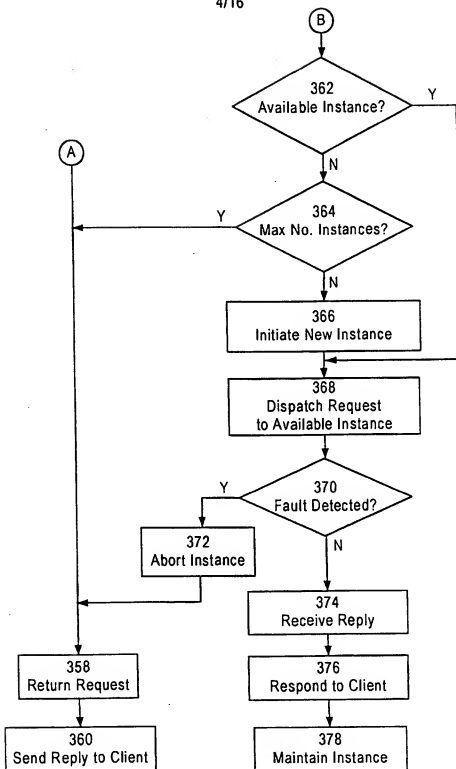 4/16
B
362
Available Instance?
Y
A
N
364
Y
Max No. Instances?
N
366
Initiate New Instance
368
Dispatch Request
to Available Instance
Y
370
Fault Detected?
372
Abort Instance
N
374
Receive Reply
358
Return Request
376
Respond to Client
360
Send Reply to Client
378
Maintain Instance